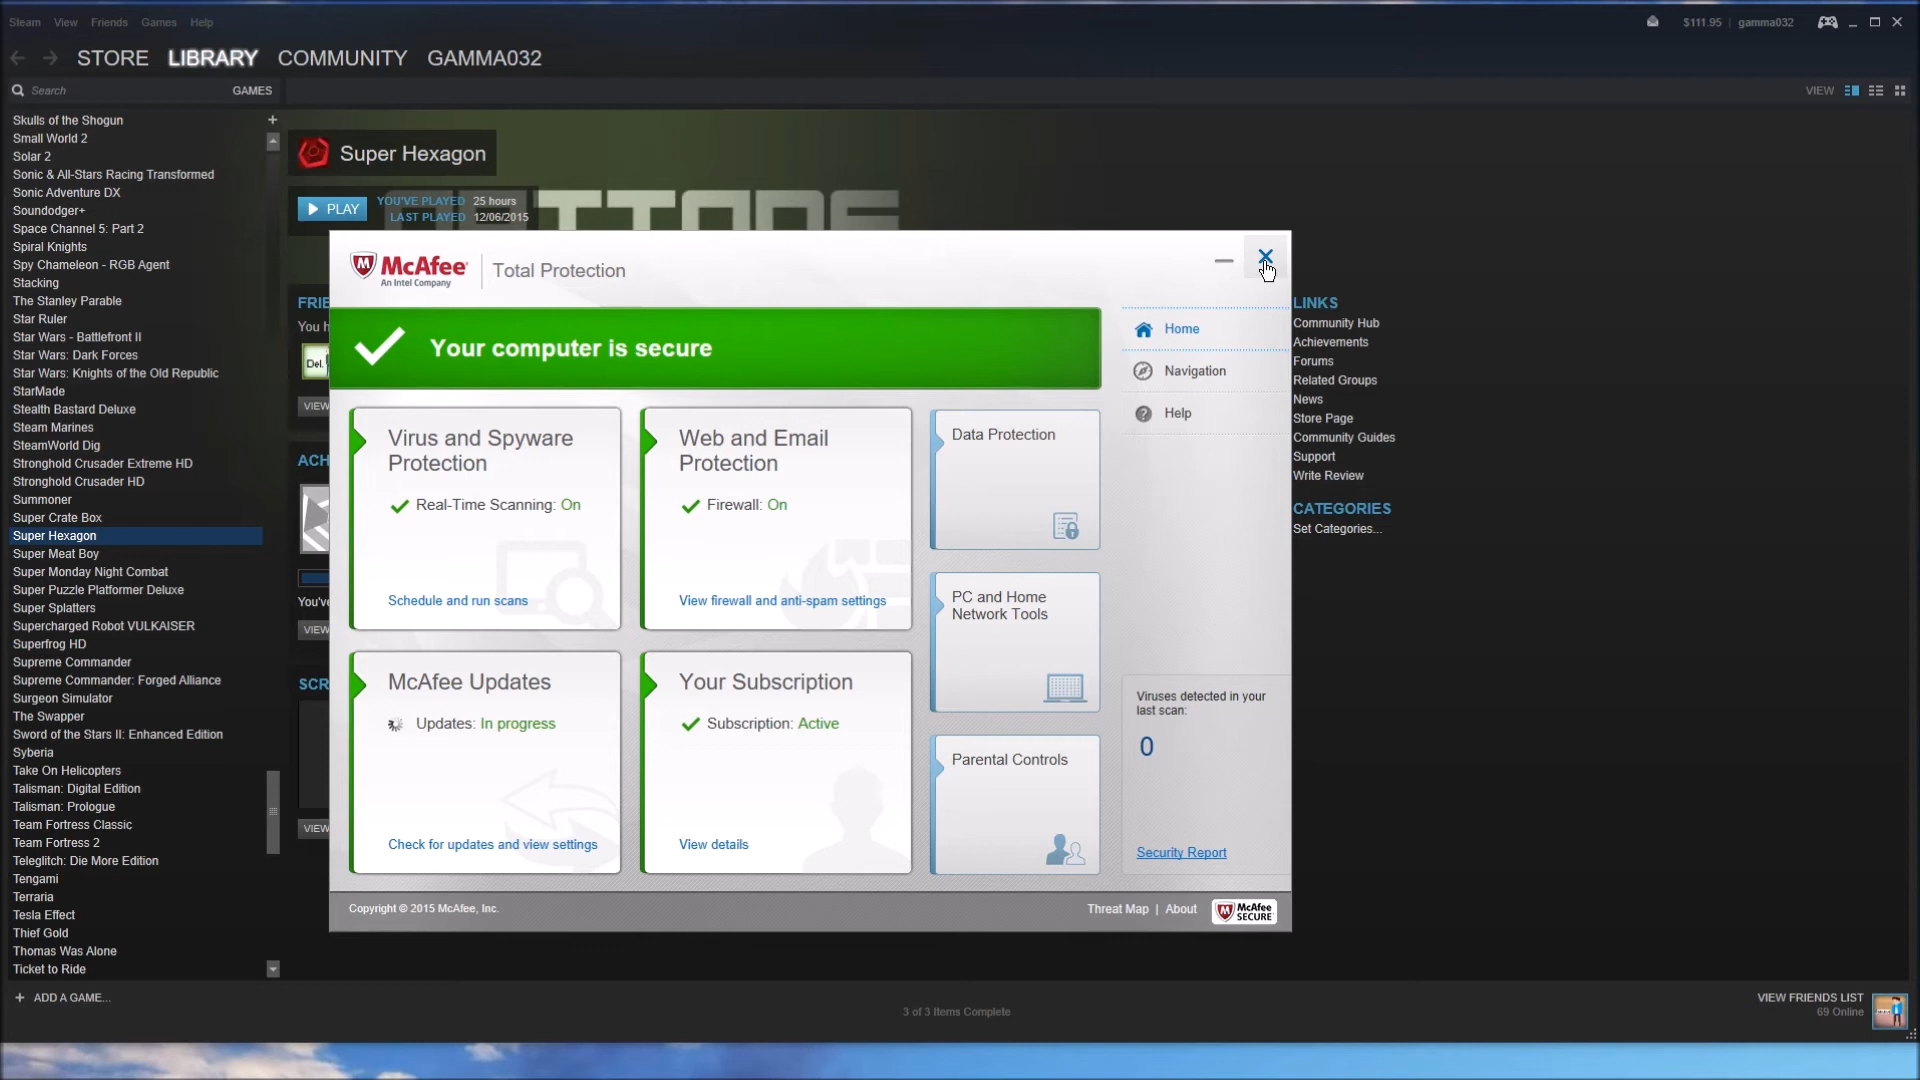 Steam View Friends Games Help
$111.95 | gamma032
STORE LIBRARY COMMUNITY GAMMA032
Search GAMES
VIEW
Skulls of the Shogun
Small World 2
Solar 2
Sonic & All-Stars Racing Transformed
Sonic Adventure DX
Soundodger+
Space Channel 5: Part 2
Spiral Knights
Spy Chameleon - RGB Agent
Stacking
The Stanley Parable
Star Ruler
Star Wars - Battlefront II
Star Wars: Dark Forces
Star Wars: Knights of the Old Republic
StarMade
Stealth Bastard Deluxe
Steam Marines
SteamWorld Dig
Stronghold Crusader Extreme HD
Stronghold Crusader HD
Summoner
Super Crate Box
Super Hexagon
Super Meat Boy
Super Monday Night Combat
Super Puzzle Platformer Deluxe
Super Splatters
Supercharged Robot VULKAISER
Superfrog HD
Supreme Commander
Supreme Commander: Forged Alliance
Surgeon Simulator
The Swapper
Sword of the Stars II: Enhanced Edition
Syberia
Take On Helicopters
Talisman: Digital Edition
Talisman: Prologue
Team Fortress Classic
Team Fortress 2
Teleglitch: Die More Edition
Tengami
Terraria
Tesla Effect
Thief Gold
Thomas Was Alone
Ticket to Ride
+ ADD A GAME...
Super Hexagon
PLAY
YOU'VE PLAYED 25 hours
LAST PLAYED 12/06/2015
FRIE
You h
Del.
VIEW
ACH
You've
VIEW
SCR
VIEW
McAfee
An Intel Company
Total Protection
Your computer is secure
Virus and Spyware
Protection
Real-Time Scanning: On
Schedule and run scans
Web and Email
Protection
Firewall: On
View firewall and anti-spam settings
McAfee Updates
Updates: In progress
Check for updates and view settings
Your Subscription
Subscription: Active
View details
Data Protection
PC and Home
Network Tools
Parental Controls
Home
Navigation
Help
Viruses detected in your
last scan:
0
Security Report
Copyright © 2015 McAfee, Inc.
Threat Map | About
McAfee
SECURE
LINKS
Community Hub
Achievements
Forums
Related Groups
News
Store Page
Community Guides
Support
Write Review
CATEGORIES
Set Categories...
3 of 3 Items Complete
VIEW FRIENDS LIST
69 Online